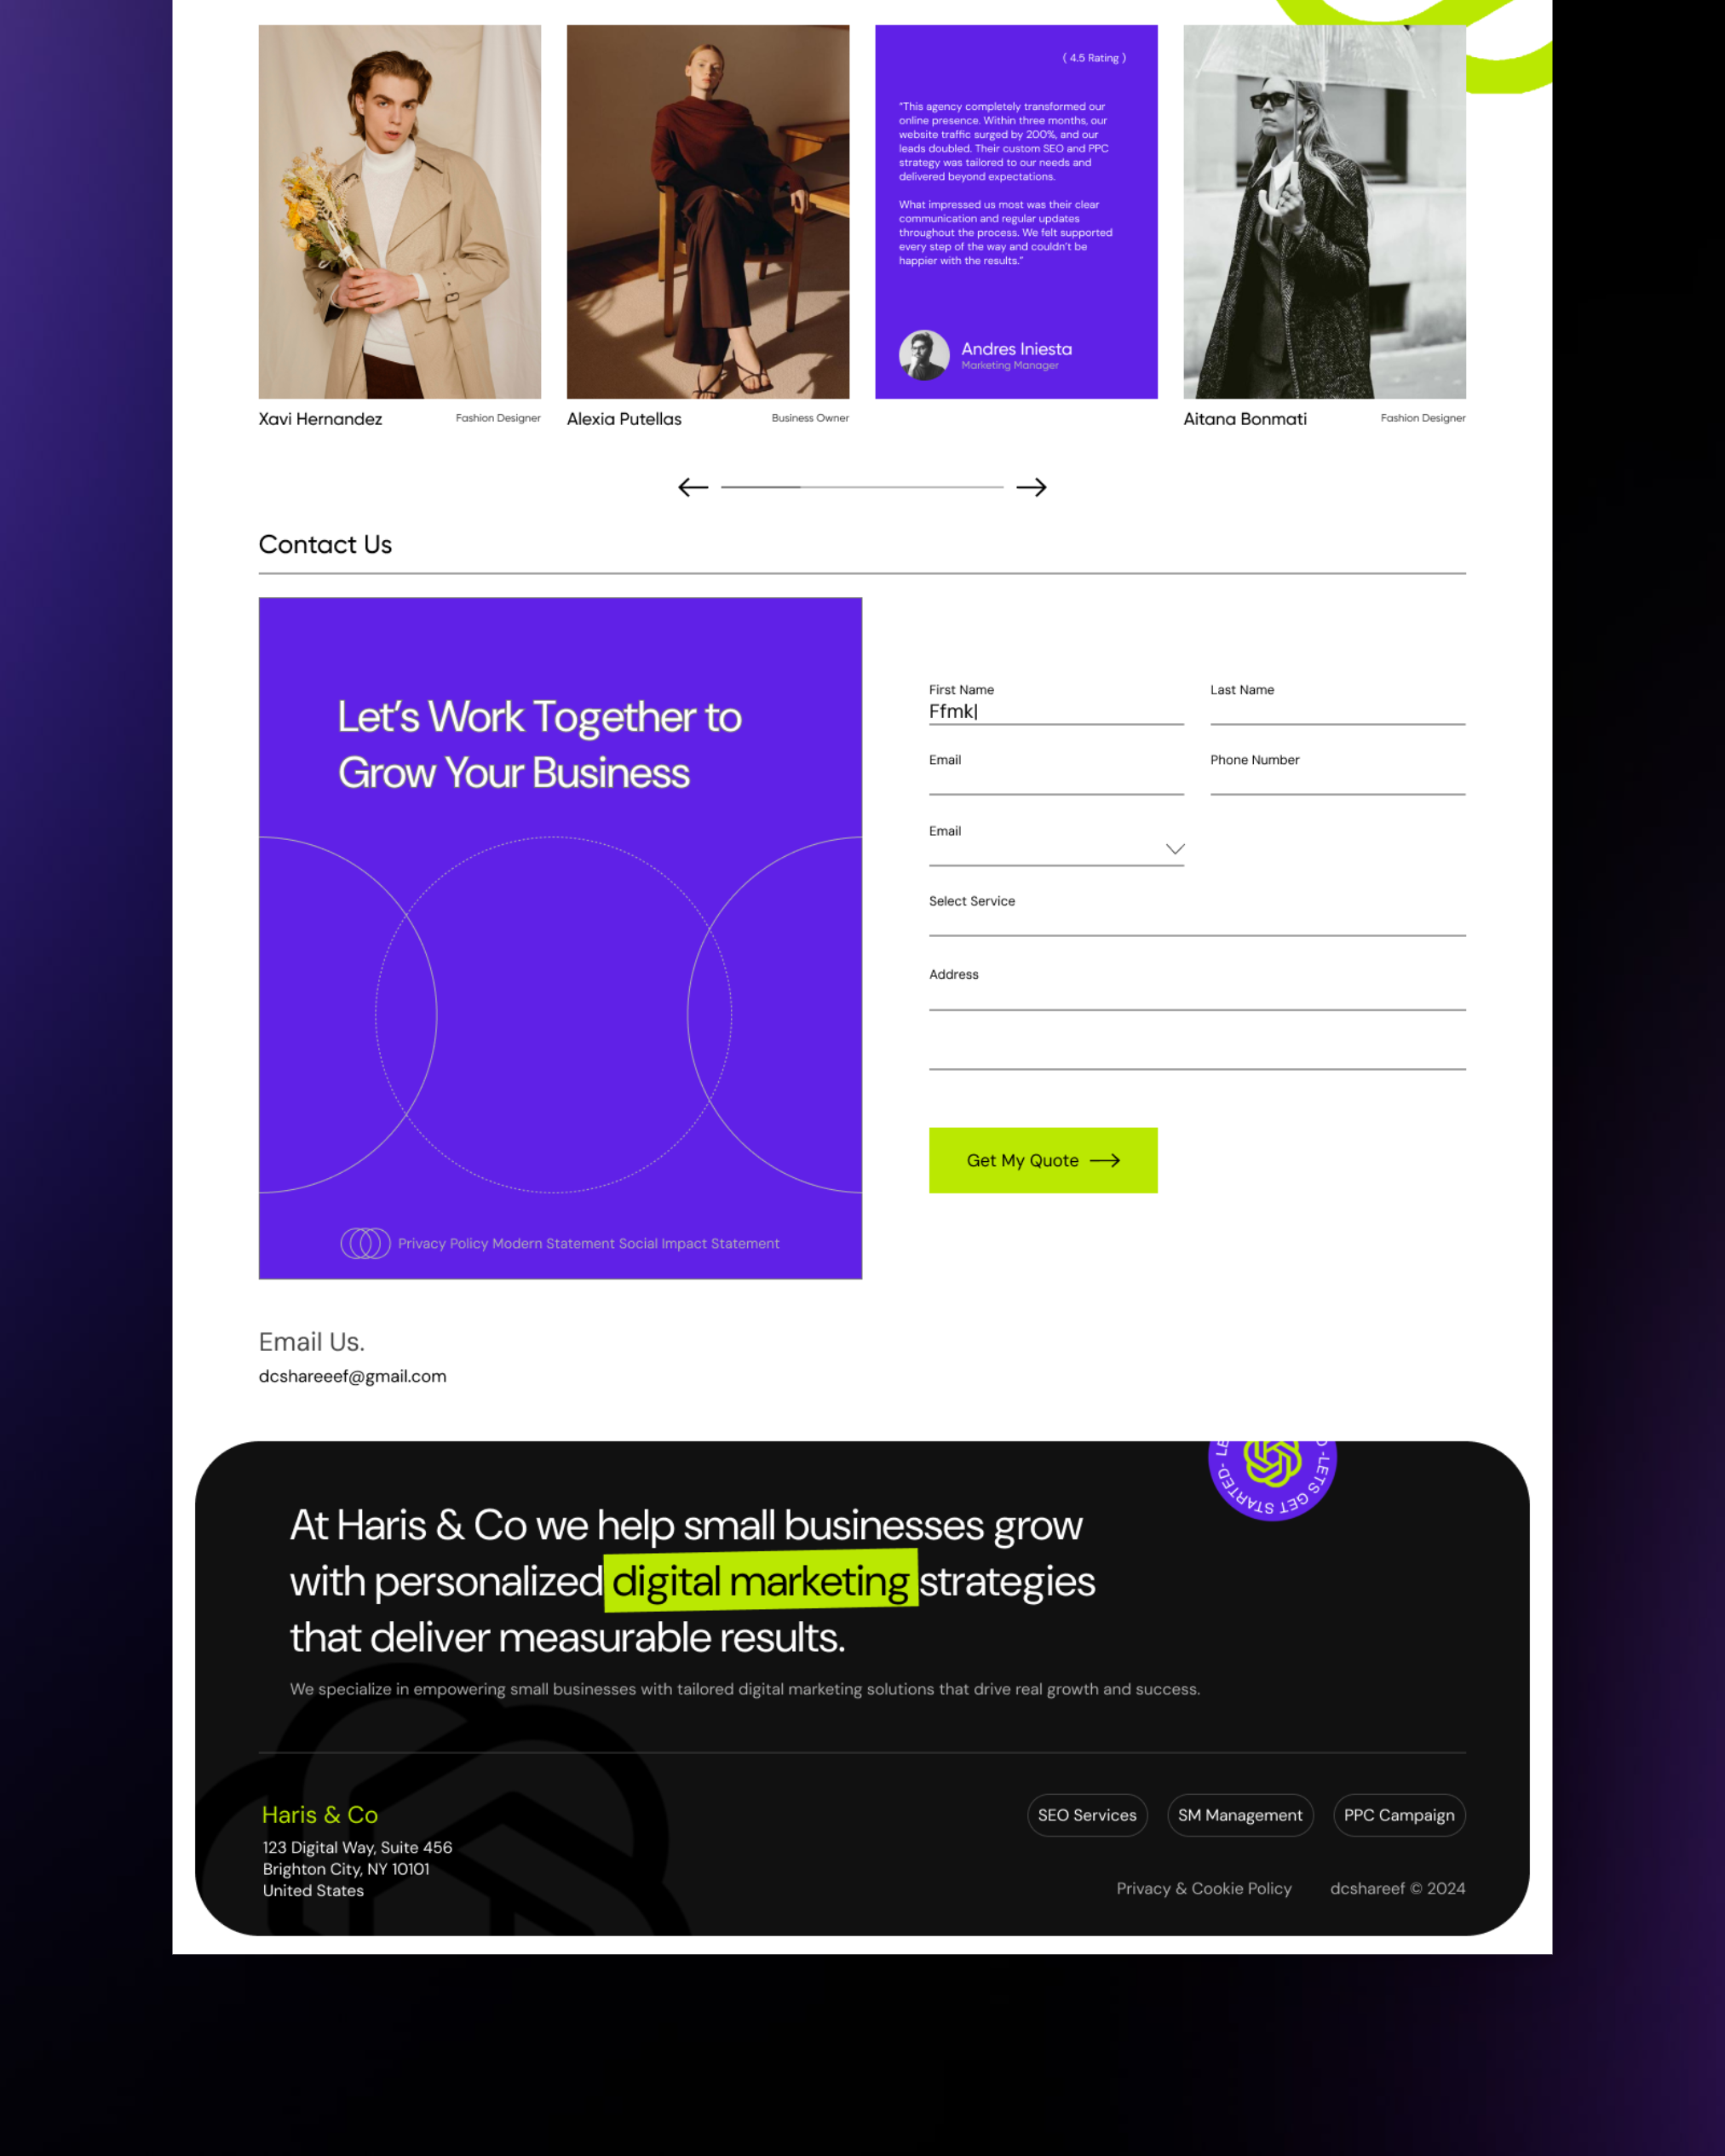 ( 4.5 Rating )
“This agency completely transformed our
online presence. Within three months, our
website traffic surged by 200%, and our
leads doubled. Their custom SEO and PPC
strategy was tailored to our needs and
delivered beyond expectations.
What impressed us most was their clear
communication and regular updates
throughout the process. We felt supported
every step of the way and couldn’t be
happier with the results.”
Andres Iniesta
Marketing Manager
Xavi Hernandez
Fashion Designer
Alexia Putellas
Business Owner
Aitana Bonmati
Fashion Designer
Contact Us
Let’s Work Together to
Grow Your Business
Privacy Policy Modern Statement Social Impact Statement
First Name
Ffmk
Last Name
Email
Phone Number
Email
Select Service
Address
Get My Quote
Email Us.
dcshareeef@gmail.com
-LETS GET STARTED-
At Haris & Co we help small businesses grow
with personalized digital marketing strategies
that deliver measurable results.
We specialize in empowering small businesses with tailored digital marketing solutions that drive real growth and success.
Haris & Co
123 Digital Way, Suite 456
Brighton City, NY 10101
United States
SEO Services
SM Management
PPC Campaign
Privacy & Cookie Policy
dcshareef © 2024